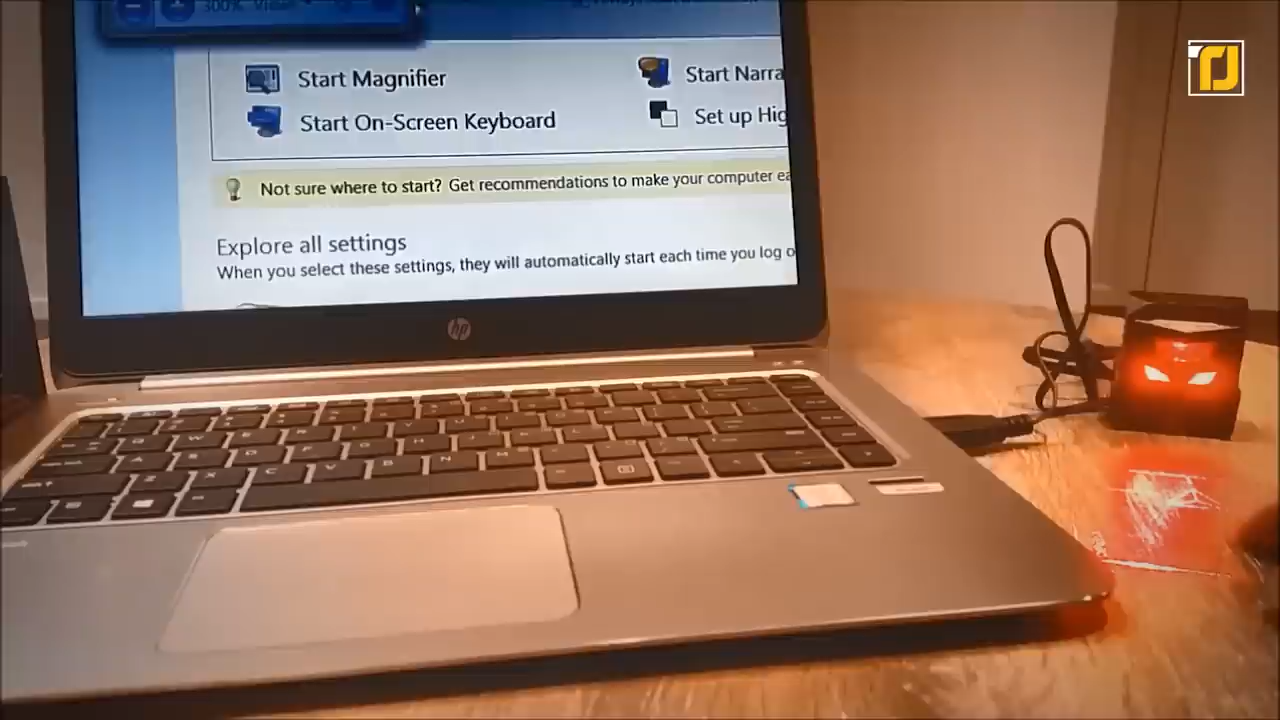 300%
Start Magnifier
Start Narra
Start On-Screen Keyboard
Set up Hig
Not sure where to start? Get recommendations to make your computer ea
Explore all settings
When you select these settings, they will automatically start each time you log o
hp